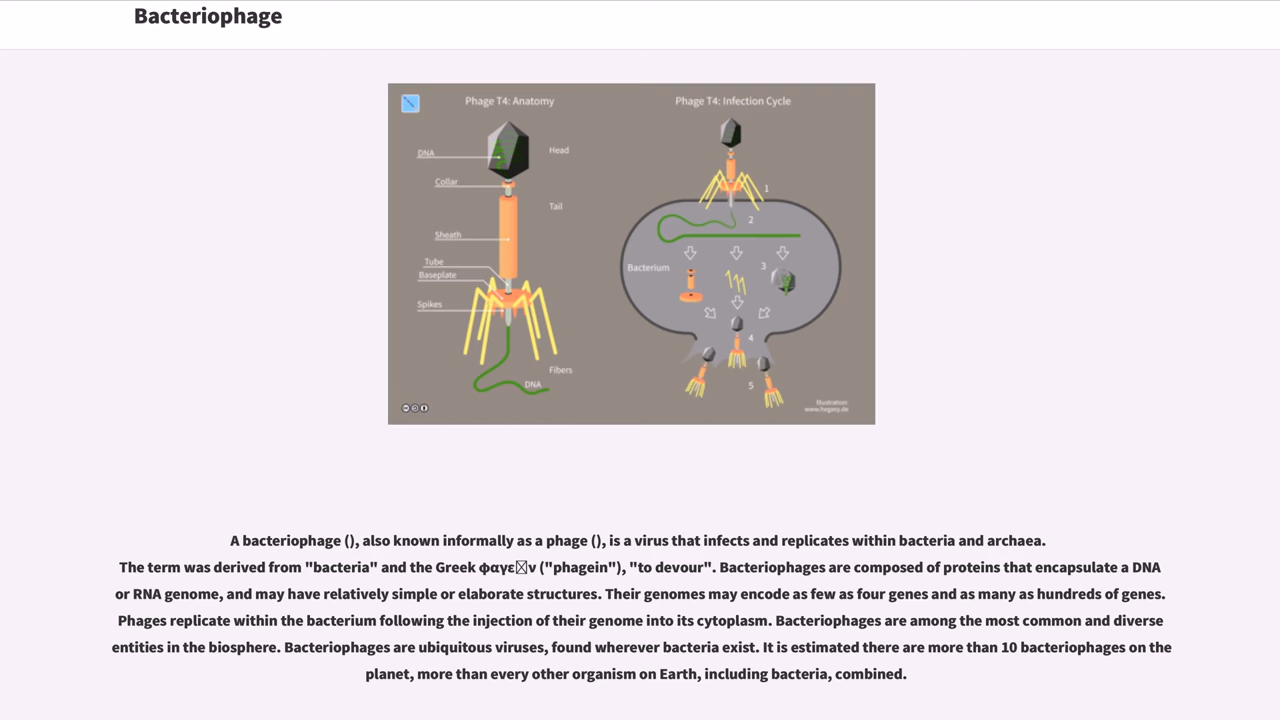 Bacteriophage
Phage T4: Anatomy
Phage T4: Infection Cycle
DNA
Head
Collar
Tail
Sheath
Tube
Baseplate
Spikes
Fibers
DNA
1
2
Bacterium
3
4
5
Illustration:
www.hegasy.de
A bacteriophage (), also known informally as a phage (), is a virus that infects and replicates within bacteria and archaea.
The term was derived from "bacteria" and the Greek φαγε▯ν ("phagein"), "to devour". Bacteriophages are composed of proteins that encapsulate a DNA
or RNA genome, and may have relatively simple or elaborate structures. Their genomes may encode as few as four genes and as many as hundreds of genes.
Phages replicate within the bacterium following the injection of their genome into its cytoplasm. Bacteriophages are among the most common and diverse
entities in the biosphere. Bacteriophages are ubiquitous viruses, found wherever bacteria exist. It is estimated there are more than 10 bacteriophages on the
planet, more than every other organism on Earth, including bacteria, combined.